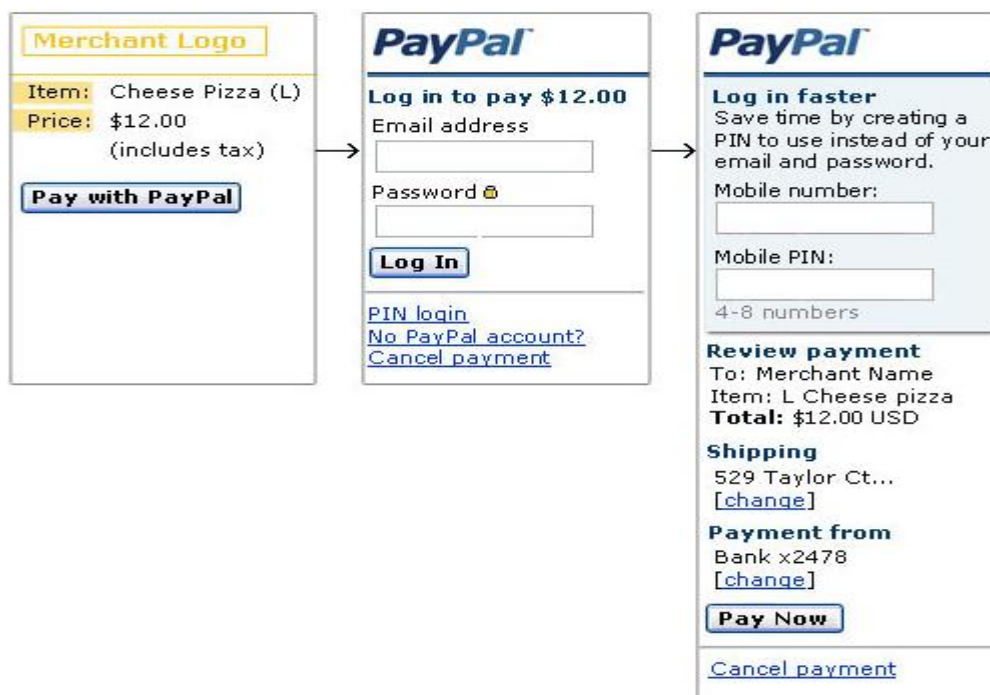 Merchant Logo
Item: Cheese Pizza (L)
Price: $12.00
(includes tax)
Pay with PayPal
PayPal
Log in to pay $12.00
Email address
Password
Log In
PIN login
No PayPal account?
Cancel payment
PayPal
Log in faster
Save time by creating a
PIN to use instead of your
email and password.
Mobile number:
Mobile PIN:
4-8 numbers
Review payment
To: Merchant Name
Item: L Cheese pizza
Total: $12.00 USD
Shipping
529 Taylor Ct...
[change]
Payment from
Bank x2478
[change]
Pay Now
Cancel payment